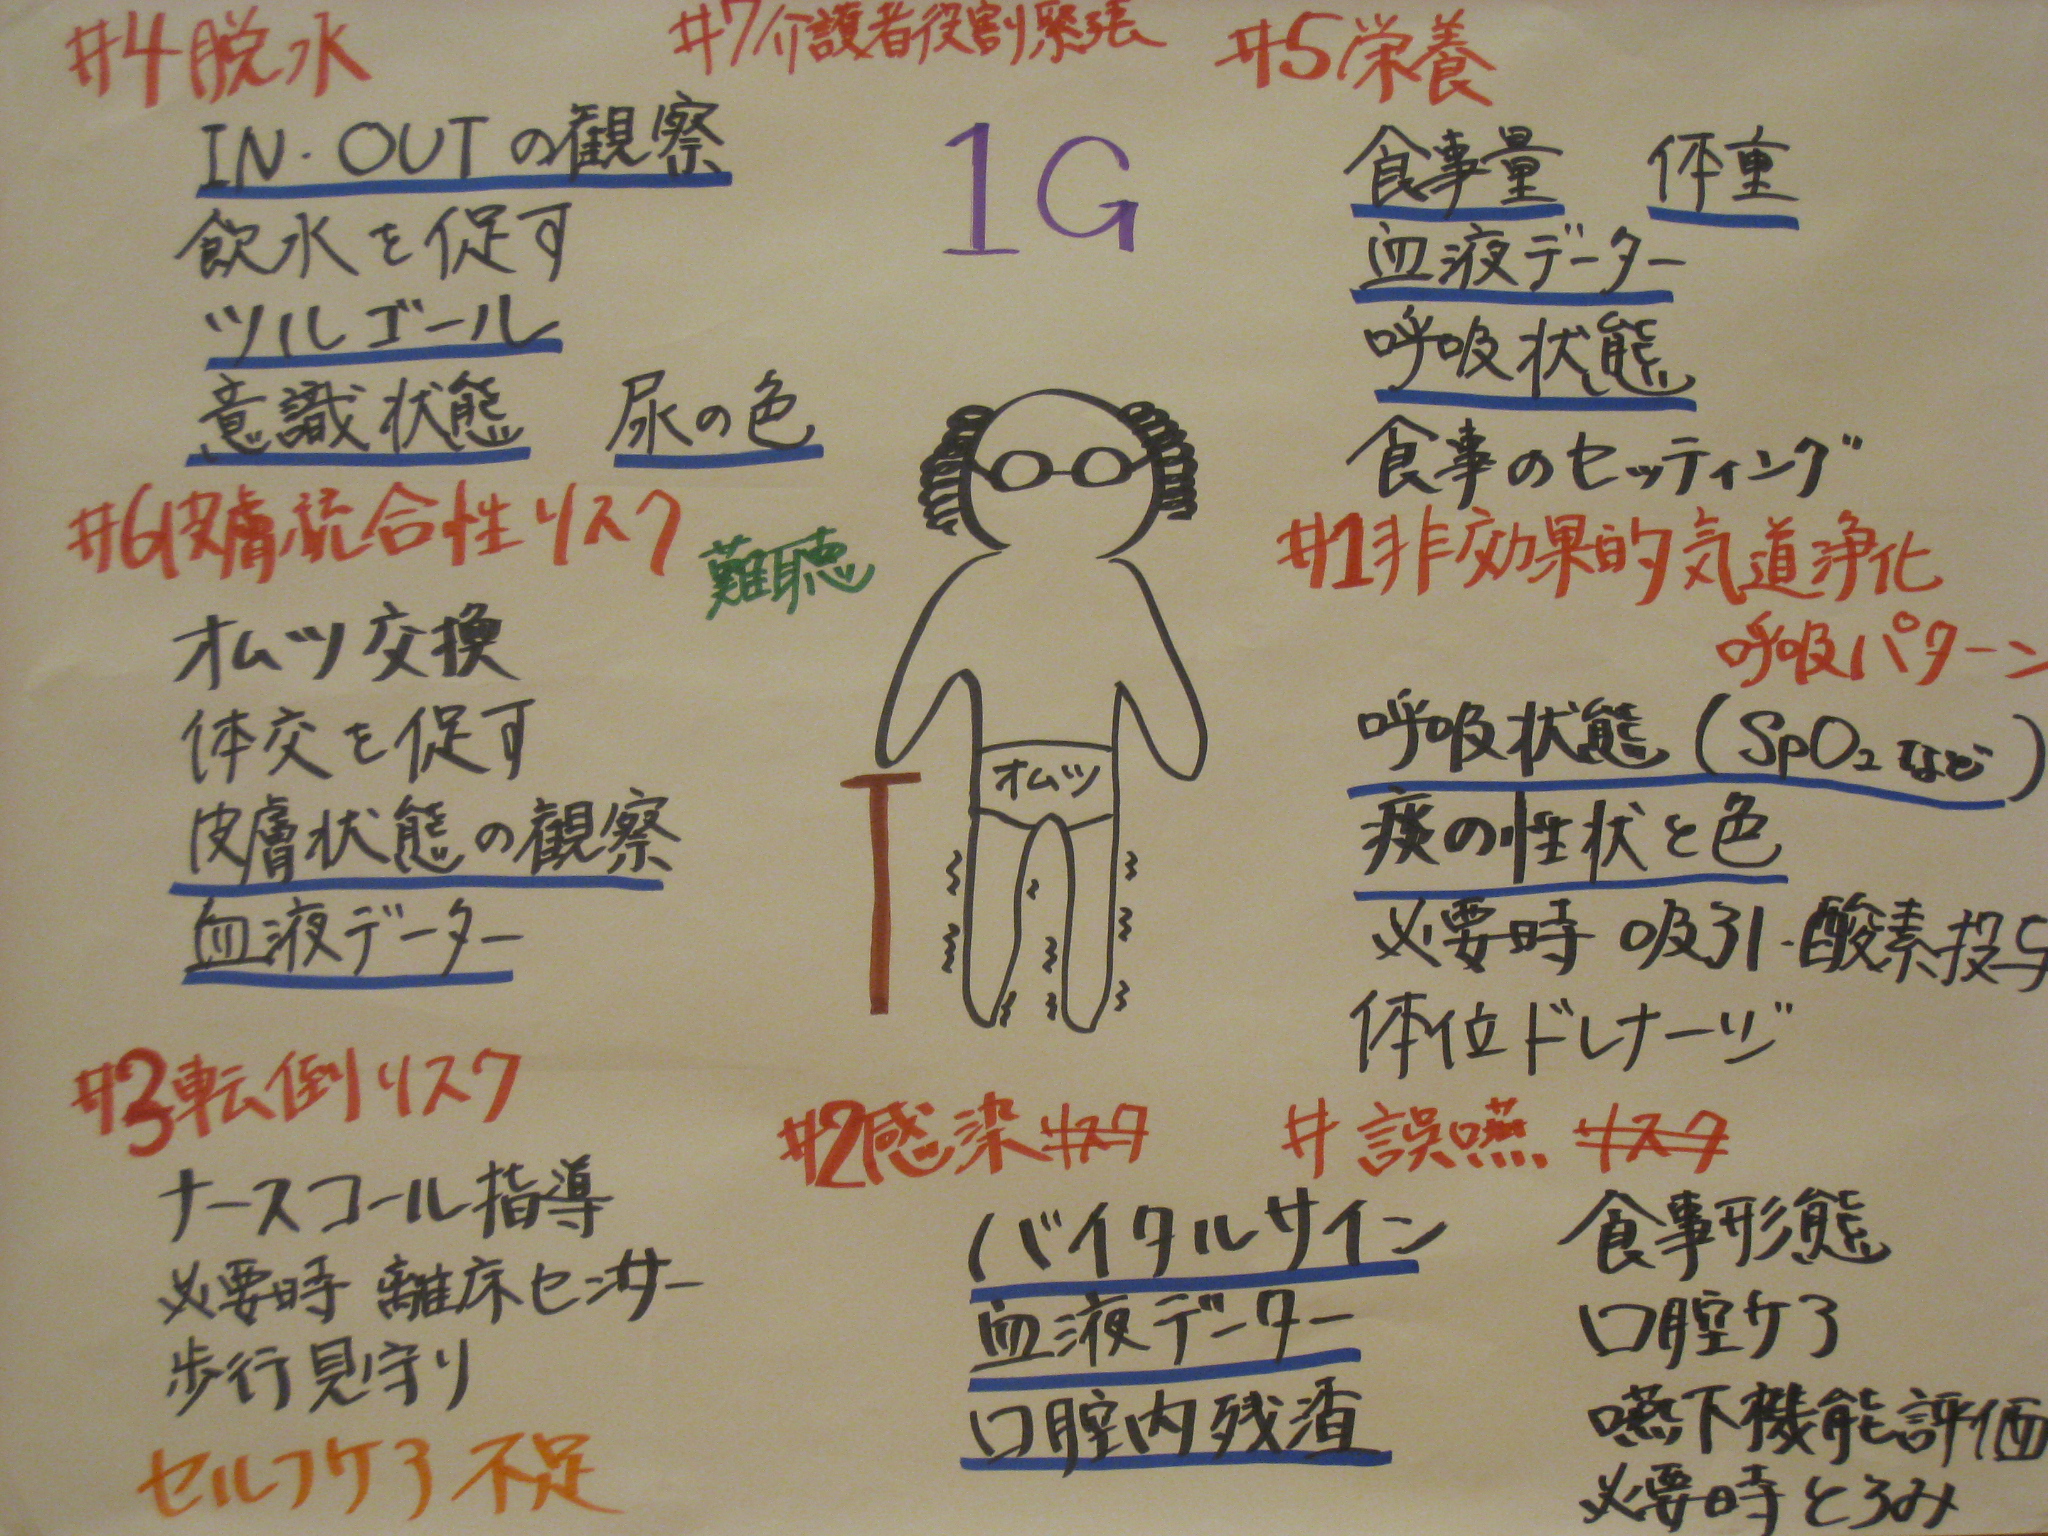 #4 脱水
IN・OUTの観察
飲水を促す
ツルゴール
意識状態 尿の色
#7介護者役割緊張
1G
#5栄養
食事量 体重
血液データー
呼吸状態
食事のセッティング
#6皮膚統合性リスク
オムツ交換
体交を促す
皮膚状態の観察
血液データー
難聴
オムツ
#1非効果的気道浄化
呼吸パターン
呼吸状態(SpO₂など)
痰の性状と色
必要時 吸引・酸素投与
体位ドレナージ
#3転倒リスク
ナースコール指導
必要時 離床センサー
歩行見守り
セルフケア不足
#2感染リスク
バイタルサイン
血液データー
口腔内残渣
# 誤嚥 リスク
食事形態
口腔ケア
嚥下機能評価
必要時とろみ